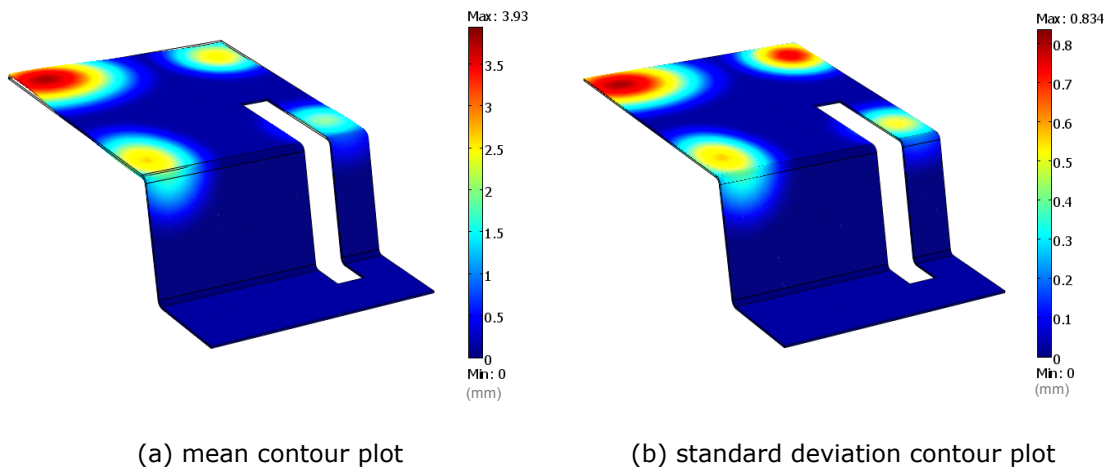 Max: 3.93
3.5
3
2.5
2
1.5
1
0.5
0
Min: 0
(mm)
(a) mean contour plot
Max: 0.834
0.8
0.7
0.6
0.5
0.4
0.3
0.2
0.1
0
Min: 0
(mm)
(b) standard deviation contour plot